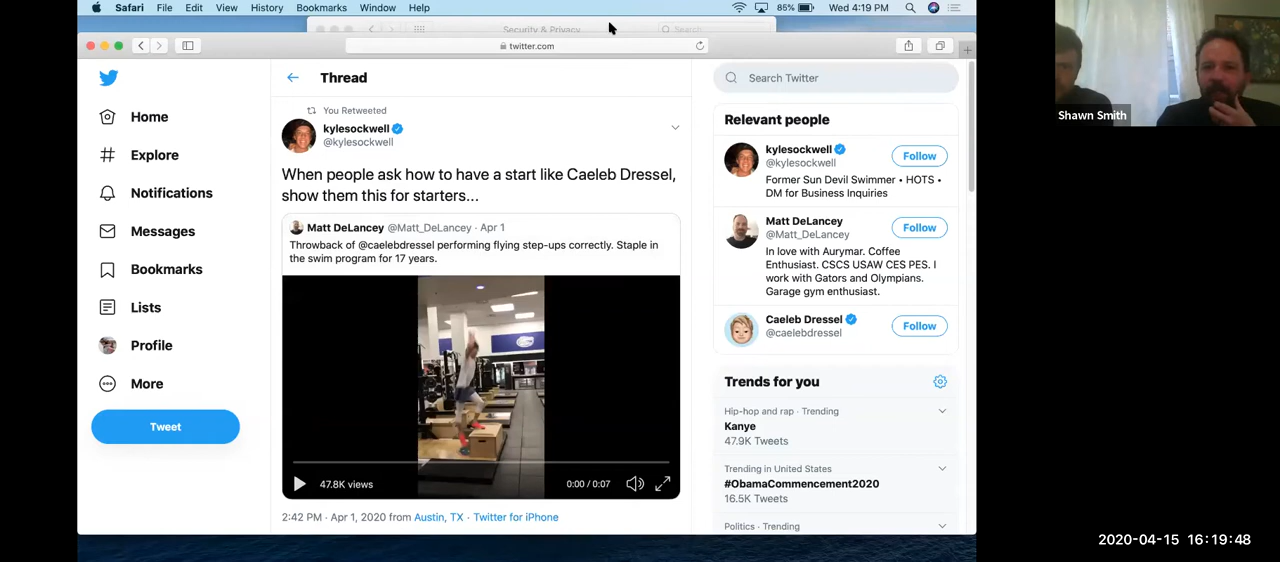 Safari File Edit View History Bookmarks Window Help 85% Wed 4:19 PM
Security & Privacy Search
twitter.com
Home
Explore
Notifications
Messages
Bookmarks
Lists
Profile
More
Tweet
Thread
You Retweeted
kylesockwell
@kylesockwell
When people ask how to have a start like Caeleb Dressel,
show them this for starters...
Matt DeLancey @Matt_DeLancey · Apr 1
Throwback of @caelebdressel performing flying step-ups correctly. Staple in
the swim program for 17 years.
47.8K views 0:00 / 0:07
2:42 PM · Apr 1, 2020 from Austin, TX · Twitter for iPhone
Search Twitter
Relevant people
kylesockwell
@kylesockwell
Follow
Former Sun Devil Swimmer • HOTS •
DM for Business Inquiries
Matt DeLancey
@Matt_DeLancey
Follow
In love with Aurymar. Coffee
Enthusiast. CSCS USAW CES PES. I
work with Gators and Olympians.
Garage gym enthusiast.
Caeleb Dressel
@caelebdressel
Follow
Trends for you
Hip-hop and rap · Trending
Kanye
47.9K Tweets
Trending in United States
#ObamaCommencement2020
16.5K Tweets
Politics · Trending
Shawn Smith
2020-04-15 16:19:48